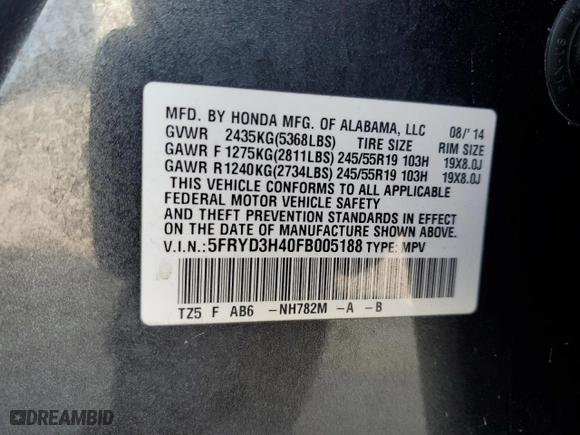 MFD. BY HONDA MFG. OF ALABAMA, LLC 08/'14
GVWR 2435KG(5368LBS) TIRE SIZE RIM SIZE
GAWR F 1275KG(2811LBS) 245/55R19 103H 19X8.0J
GAWR R1240KG(2734LBS) 245/55R19 103H 19X8.0J
THIS VEHICLE CONFORMS TO ALL APPLICABLE
FEDERAL MOTOR VEHICLE SAFETY
AND THEFT PREVENTION STANDARDS IN EFFECT
ON THE DATE OF MANUFACTURE SHOWN ABOVE.
V.I.N.: 5FRYD3H40FB005188 TYPE: MPV
TZ5 F AB6 -NH782M -A -B
DREAMBID